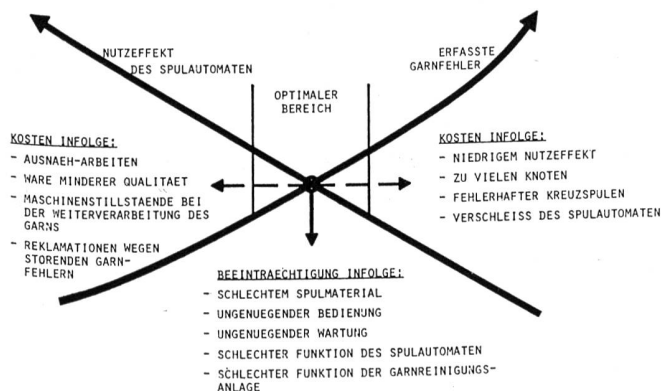 NUTZEFFEKT
DES SPULAUTOMATEN
ERFASSTE
GARNFEHLER
OPTIMALER
BEREICH
KOSTEN INFOLGE:
- AUSNAEH-ARBEITEN
- WARE MINDERER QUALITAET
- MASCHINENSTILLSTAENDE BEI
DER WEITERVERARBEITUNG DES
GARNS
- REKLAMATIONEN WEGEN
STORENDEN GARN-
FEHLERN
KOSTEN INFOLGE:
- NIEDRIGEM NUTZEFFEKT
- ZU VIELEN KNOTEN
- FEHLERHAFTER KREUZSPULEN
- VERSCHLEISS DES SPULAUTOMATEN
BEEINTRAECHTIGUNG INFOLGE:
- SCHLECHTEM SPULMATERIAL
- UNGENUEGENDER BEDIENUNG
- UNGENUEGENDER WARTUNG
- SCHLECHTER FUNKTION DES SPULAUTOMATEN
- SCHLECHTER FUNKTION DER GARNREINIGUNGS-
ANLAGE